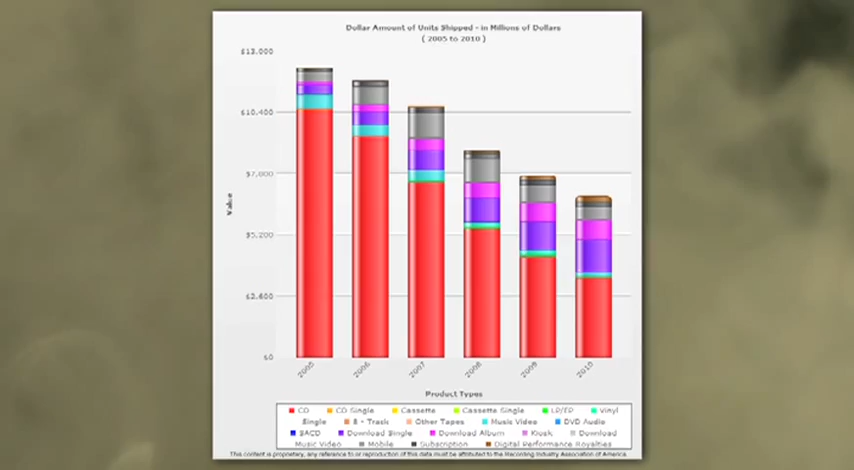 Dollar Amount of Units Shipped - in Millions of Dollars
( 2005 to 2010 )
$13,000
$10,400
$7,800
$5,200
$2,600
$0
Value
2005
2006
2007
2008
2009
2010
Product Types
CD CD Single Cassette Cassette Single LP/EP Vinyl
Single 8 - Track Other Tapes Music Video DVD Audio
SACD Download Single Download Album Kiosk Download
Music Video Mobile Subscription Digital Performance Royalties
This content is proprietary, any reference to or reproduction of this data must be attributed to the Recording Industry Association of America.